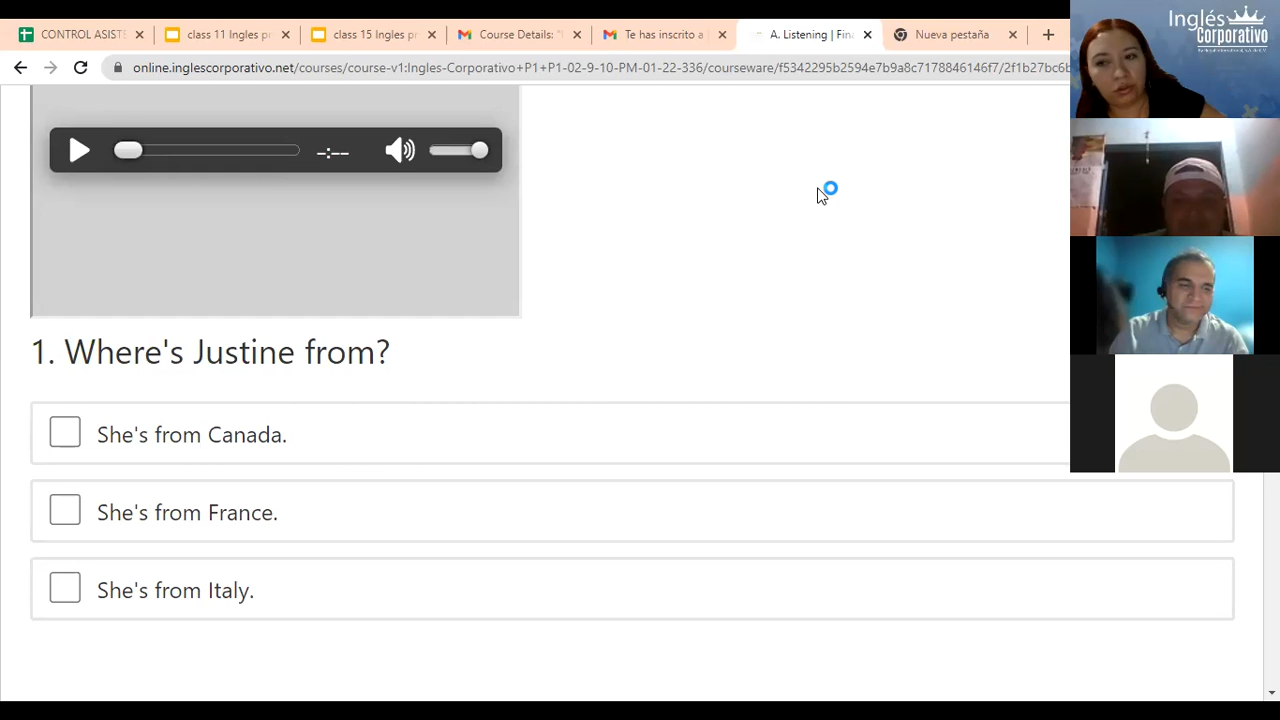 CONTROL ASIST
class 11 Ingles p
class 15 Ingles p
Course Details: "
Te has inscrito a
A. Listening | Fina
Nueva pestaña
online.inglescorporativo.net/courses/course-v1:Ingles-Corporativo+P1+P1-02-9-10-PM-01-22-336/courseware/f5342295b2594e7b9a8c7178846146f7/2f1b27bc6b
Inglés
Corporativo
--:--
1. Where's Justine from?
She's from Canada.
She's from France.
She's from Italy.